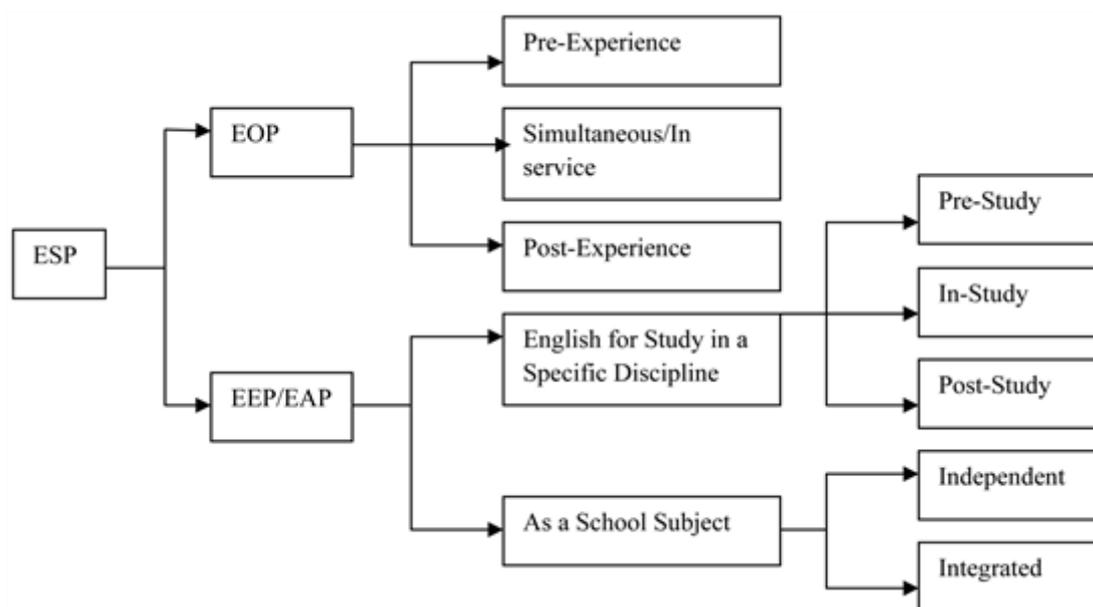 Pre-Experience
EOP
Simultaneous/In
service
Pre-Study
ESP
Post-Experience
In-Study
English for Study in a
Specific Discipline
EEP/EAP
Post-Study
Independent
As a School Subject
Integrated